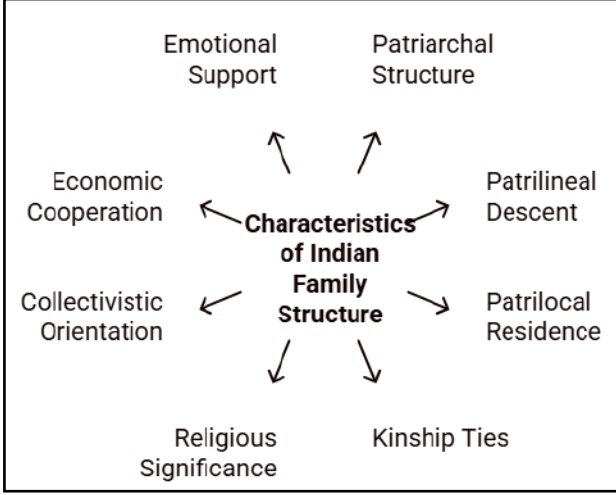 Emotional
Support
Patriarchal
Structure
Economic
Cooperation
Patrilineal
Descent
Characteristics
of Indian
Family
Structure
Collectivistic
Orientation
Patrilocal
Residence
Religious
Significance
Kinship Ties